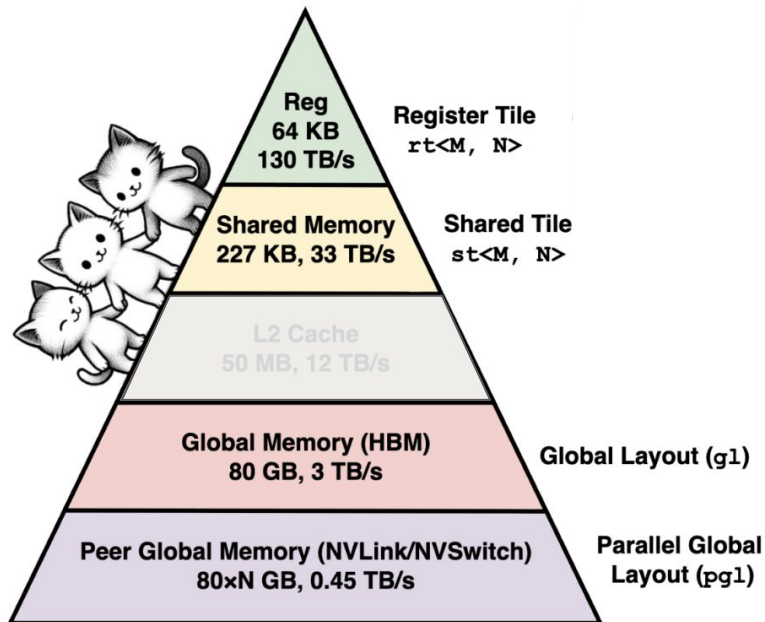 Reg
64 KB
130 TB/s
Register Tile
rt<M, N>
Shared Memory
227 KB, 33 TB/s
Shared Tile
st<M, N>
L2 Cache
50 MB, 12 TB/s
Global Memory (HBM)
80 GB, 3 TB/s
Global Layout (gl)
Peer Global Memory (NVLink/NVSwitch)
80×N GB, 0.45 TB/s
Parallel Global
Layout (pgl)